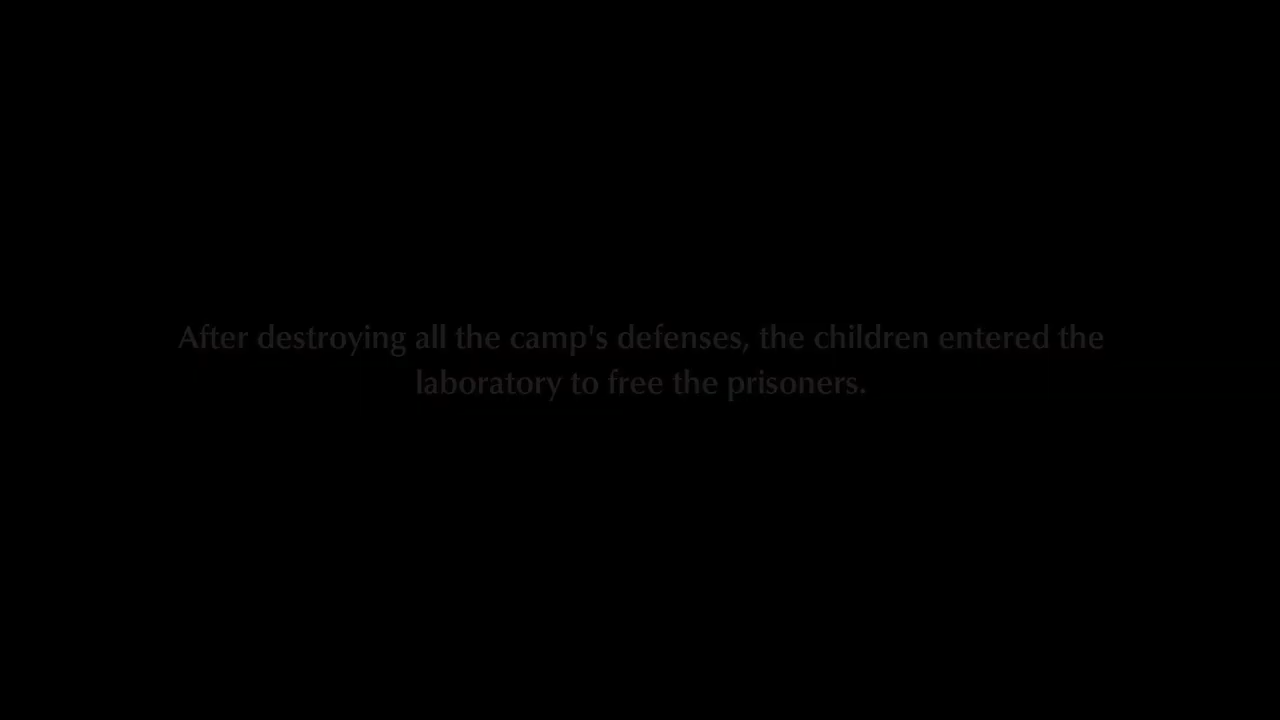 After destroying all the camp's defenses, the children entered the
laboratory to free the prisoners.